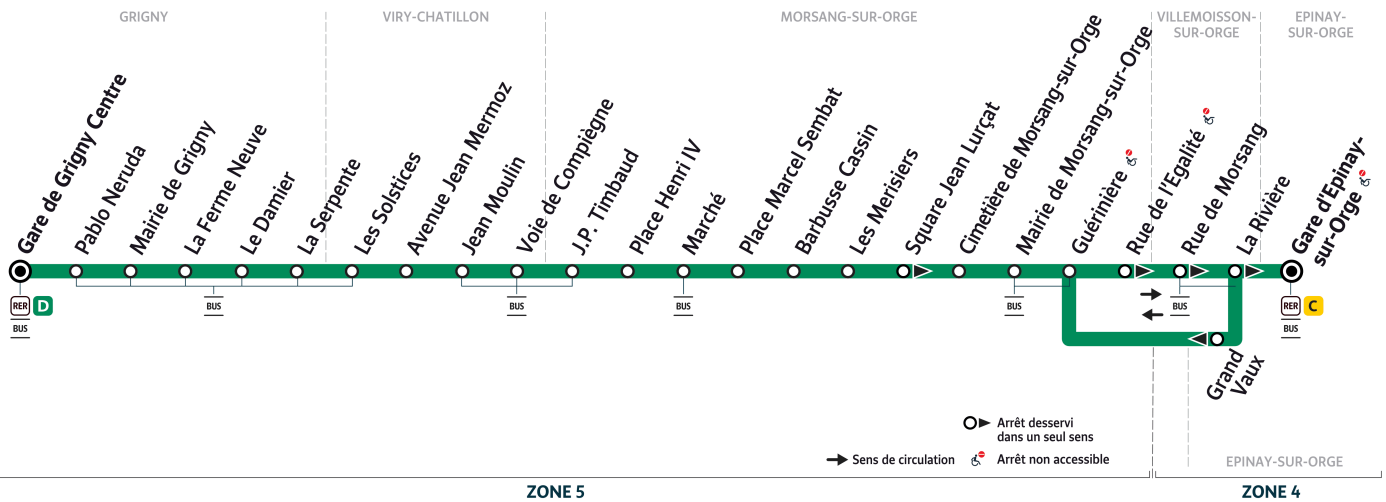 GRIGNY
VIRY-CHATILLON
MORSANG-SUR-ORGE
VILLEMOISSON-
SUR-ORGE
EPINAY-
SUR-ORGE
Gare de Grigny Centre
Pablo Neruda
Mairie de Grigny
La Ferme Neuve
Le Damier
La Serpente
Les Solstices
Avenue Jean Mermoz
Jean Moulin
Voie de Compiègne
J.P. Timbaud
Place Henri IV
Marché
Place Marcel Sembat
Barbusse Cassin
Les Merisiers
Square Jean Lurçat
Cimetière de Morsang-sur-Orge
Mairie de Morsang-sur-Orge
Guérinière
Rue de l'Egalité
Rue de Morsang
La Rivière
Gare d'Epinay-
sur-Orge
RER D
BUS
BUS
BUS
BUS
BUS
BUS
RER C
BUS
Grand
Vaux
Arrêt desservi
dans un seul sens
Sens de circulation
Arrêt non accessible
EPINAY-SUR-ORGE
ZONE 5
ZONE 4